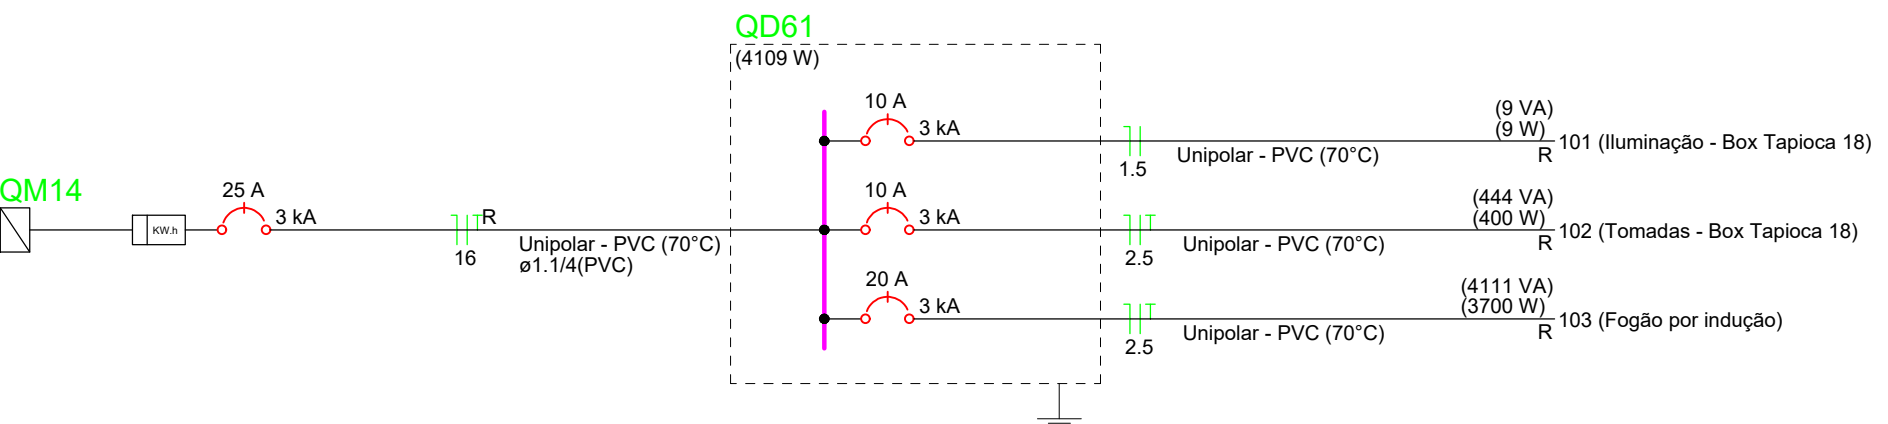 QD61
(4109 W)
10 A
3 kA
(9 VA)
(9 W)
R
101 (Iluminação - Box Tapioca 18)
1.5
Unipolar - PVC (70°C)
QM14
KW.h
25 A
3 kA
R
16
Unipolar - PVC (70°C)
ø1.1/4(PVC)
10 A
3 kA
(444 VA)
(400 W)
R
102 (Tomadas - Box Tapioca 18)
2.5
Unipolar - PVC (70°C)
20 A
3 kA
(4111 VA)
(3700 W)
R
103 (Fogão por indução)
2.5
Unipolar - PVC (70°C)